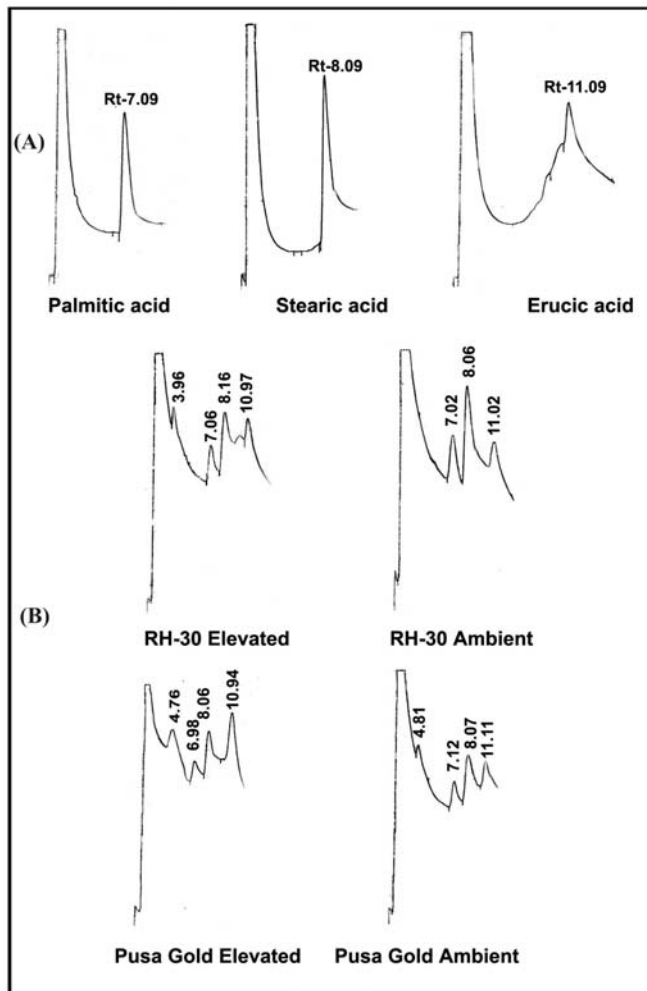 (A)
Rt-7.09
Rt-8.09
Rt-11.09
Palmitic acid
Stearic acid
Erucic acid
(B)
3.96
7.06
8.16
10.97
7.02
8.06
11.02
RH-30 Elevated
RH-30 Ambient
4.76
6.98
8.06
10.94
4.81
7.12
8.07
11.11
Pusa Gold Elevated
Pusa Gold Ambient